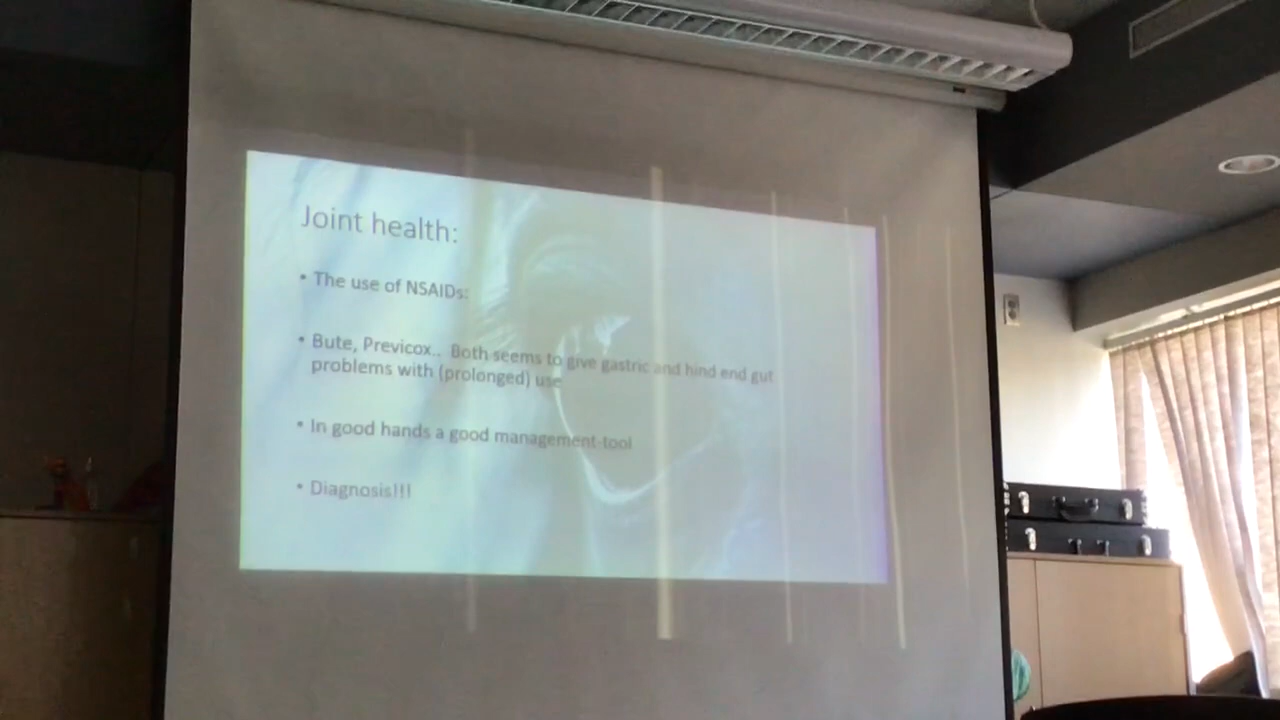 Joint health:
• The use of NSAIDs:
• Bute, Previcox.. Both seems to give gastric and hind end gut
problems with (prolonged) use
• In good hands a good management-tool
• Diagnosis!!!